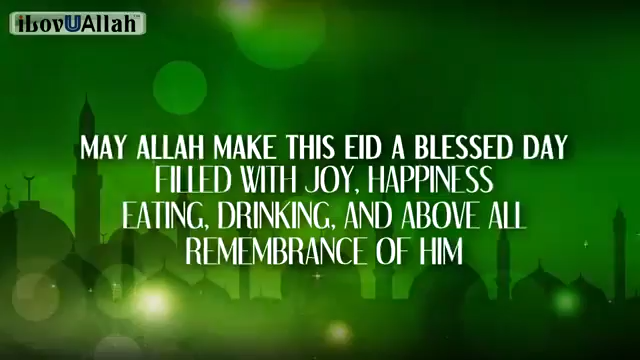 iLovUAllah
MAY ALLAH MAKE THIS EID A BLESSED DAY
FILLED WITH JOY, HAPPINESS
EATING, DRINKING, AND ABOVE ALL
REMEMBRANCE OF HIM